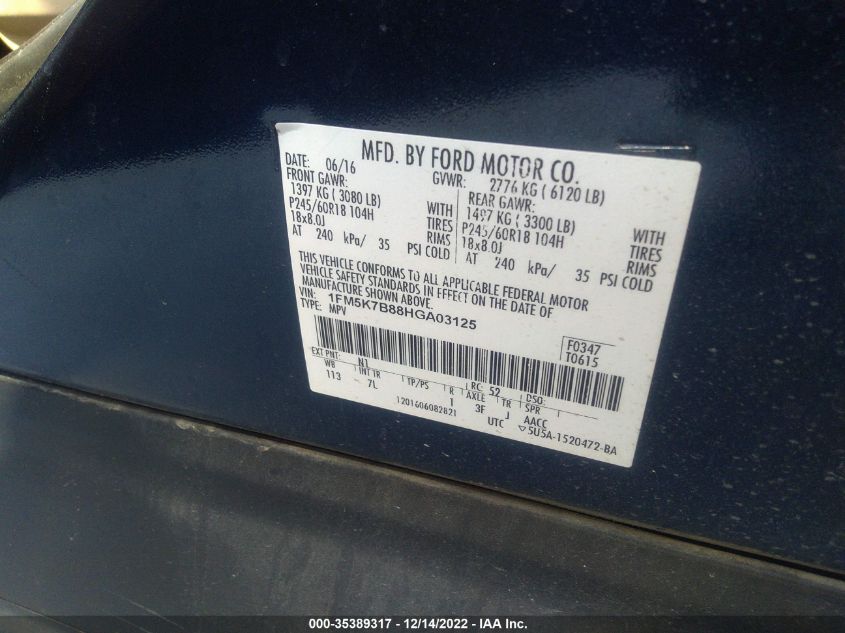 MFD. BY FORD MOTOR CO.
DATE: 06/16 GVWR: 2776 KG ( 6120 LB)
FRONT GAWR: REAR GAWR:
1397 KG ( 3080 LB) WITH 1497 KG ( 3300 LB) WITH
P245/60R18 104H TIRES P245/60R18 104H TIRES
18x8.0J RIMS 18x8.0J RIMS
AT 240 kPa/ 35 PSI COLD AT 240 kPa/ 35 PSI COLD
THIS VEHICLE CONFORMS TO ALL APPLICABLE FEDERAL MOTOR
VEHICLE SAFETY STANDARDS IN EFFECT ON THE DATE OF
MANUFACTURE SHOWN ABOVE.
VIN: 1FM5K7B88HGA03125
TYPE: MPV
F0347
T0615
EXT PNT: N1 RC: 52 DSO:
WB INT TR TP/PS R AXLE TR SPR
113 - 7L 1 3F J AACC
1201606082821 UTC ▽5U5A-1520472-BA
000-35389317 - 12/14/2022 - IAA Inc.